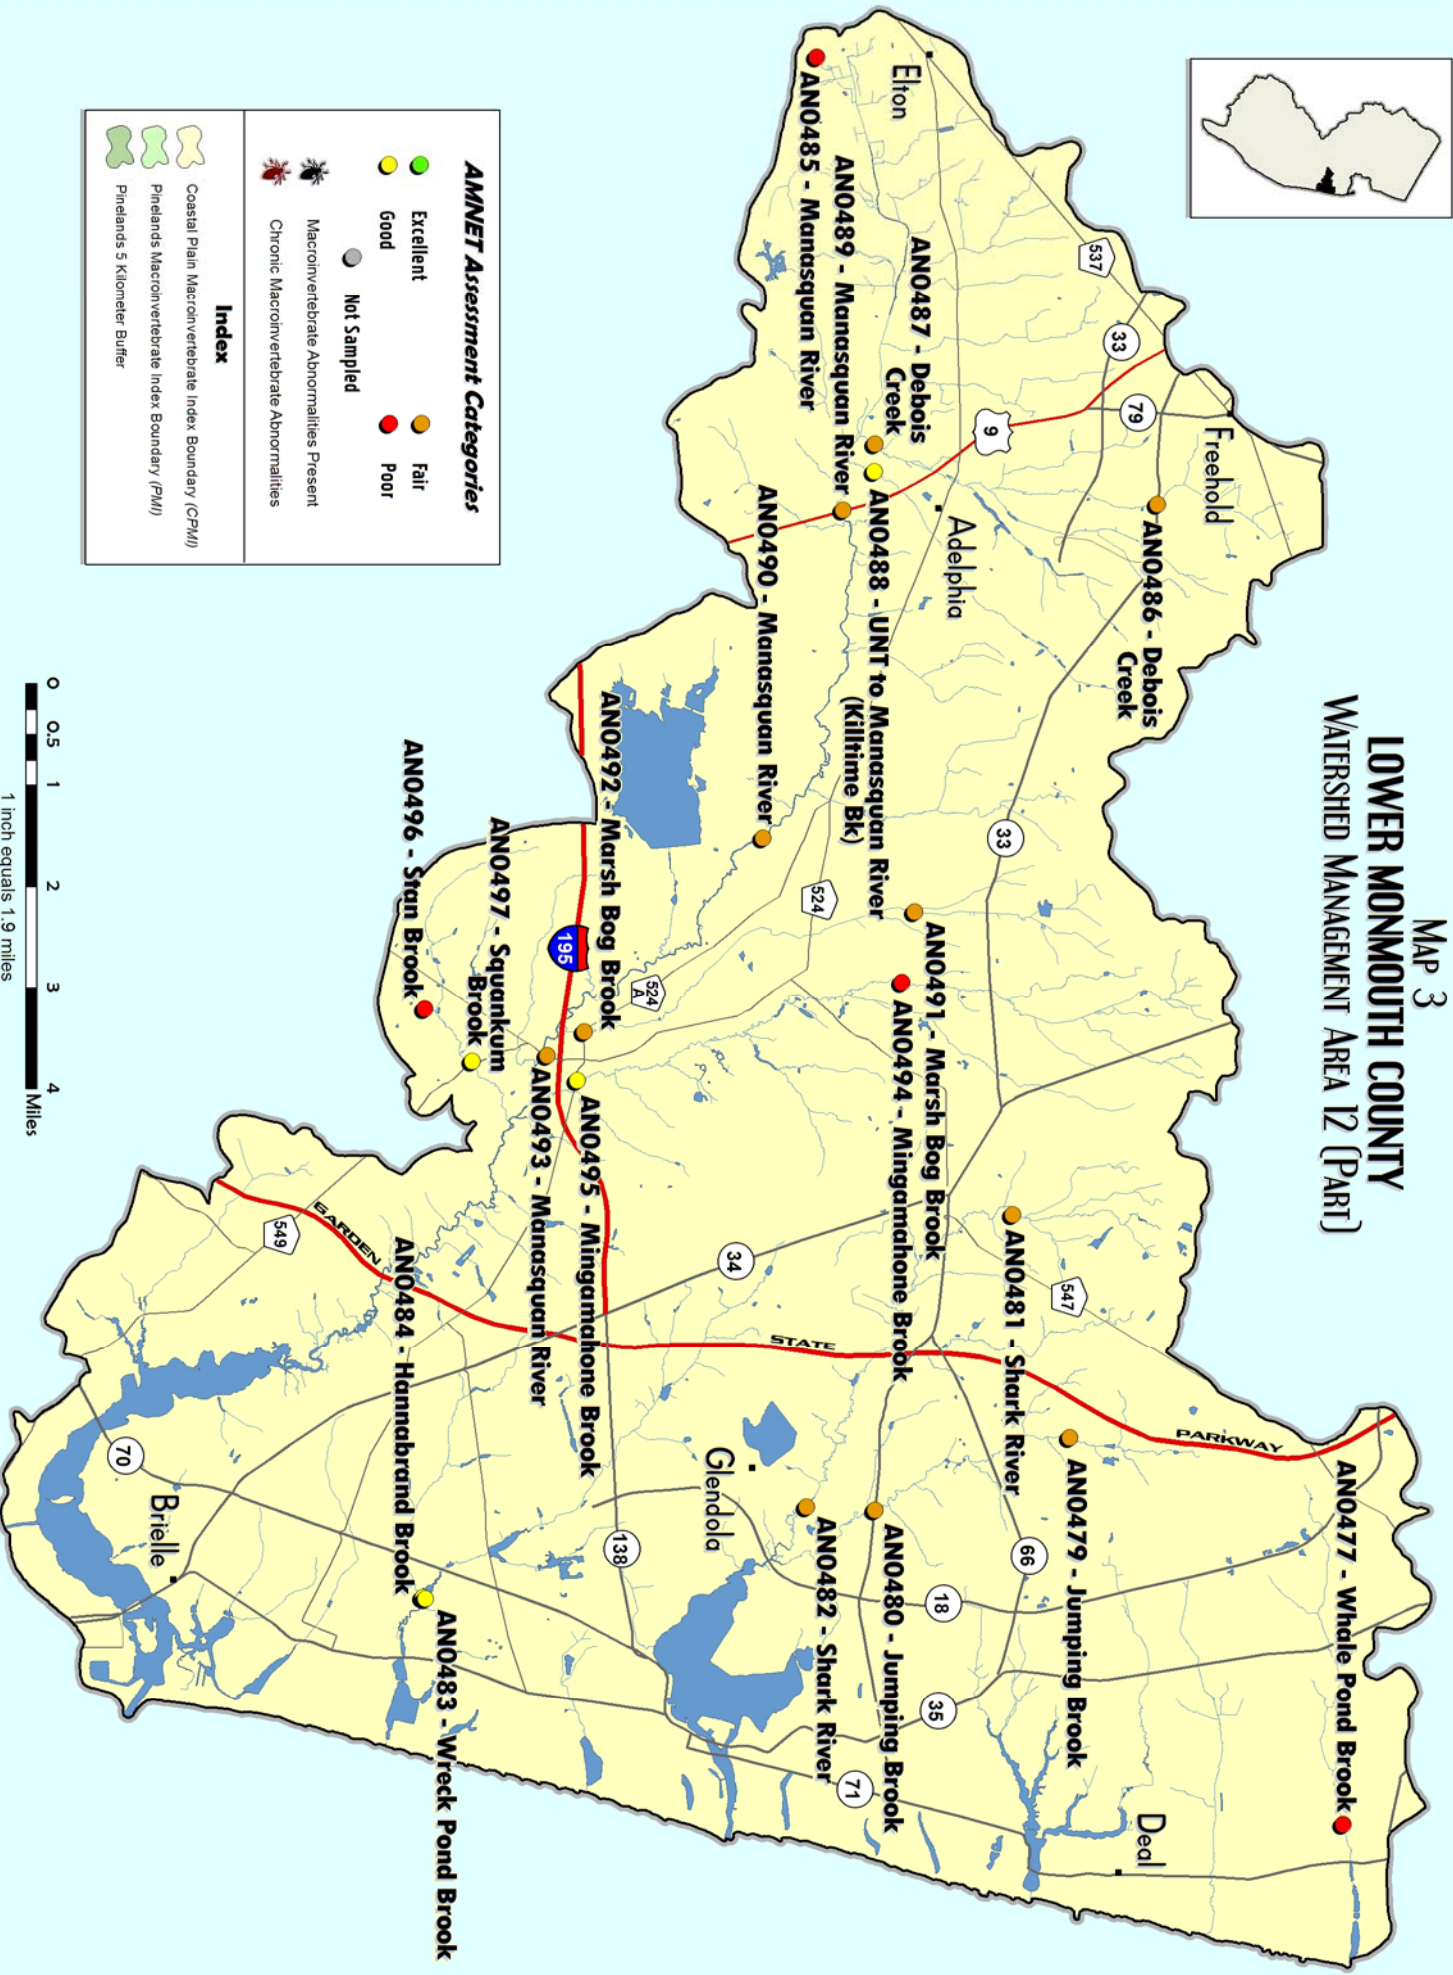 MAP 3
LOWER MONMOUTH COUNTY
WATERSHED MANAGEMENT AREA 12 (PART)
Elton
AN0485 - Manasquan River
AN0489 - Manasquan River
AN0487 - Debois
Creek
537
33
79
9
Freehold
Adelphia
AN0486 - Debois
Creek
AN0488 - UNT to Manasquan River
(Killtime Bk)
AN0490 - Manasquan River
33
524
524
A
195
AN0492 - Marsh Bog Brook
AN0497 - Squankum
Brook
AN0496 - Stan Brook
AN0491 - Marsh Bog Brook
AN0494 - Mingamahone Brook
AN0493 - Manasquan River
AN0495 - Mingamahone Brook
AN0481 - Shark River
547
34
549
GARDEN
STATE
PARKWAY
AN0484 - Hannabrand Brook
AN0483 - Wreck Pond Brook
AN0482 - Shark River
AN0480 - Jumping Brook
AN0479 - Jumping Brook
AN0477 - Whale Pond Brook
Glendola
Brielle
Deal
70
138
18
66
35
71
AMNET Assessment Categories
Excellent
Fair
Good
Poor
Not Sampled
Macroinvertebrate Abnormalities Present
Chronic Macroinvertebrate Abnormalities
Index
Coastal Plain Macroinvertebrate Index Boundary (CPMI)
Pinelands Macroinvertebrate Index Boundary (PMI)
Pinelands 5 Kilometer Buffer
0 0.5 1 2 3 4
Miles
1 inch equals 1.9 miles